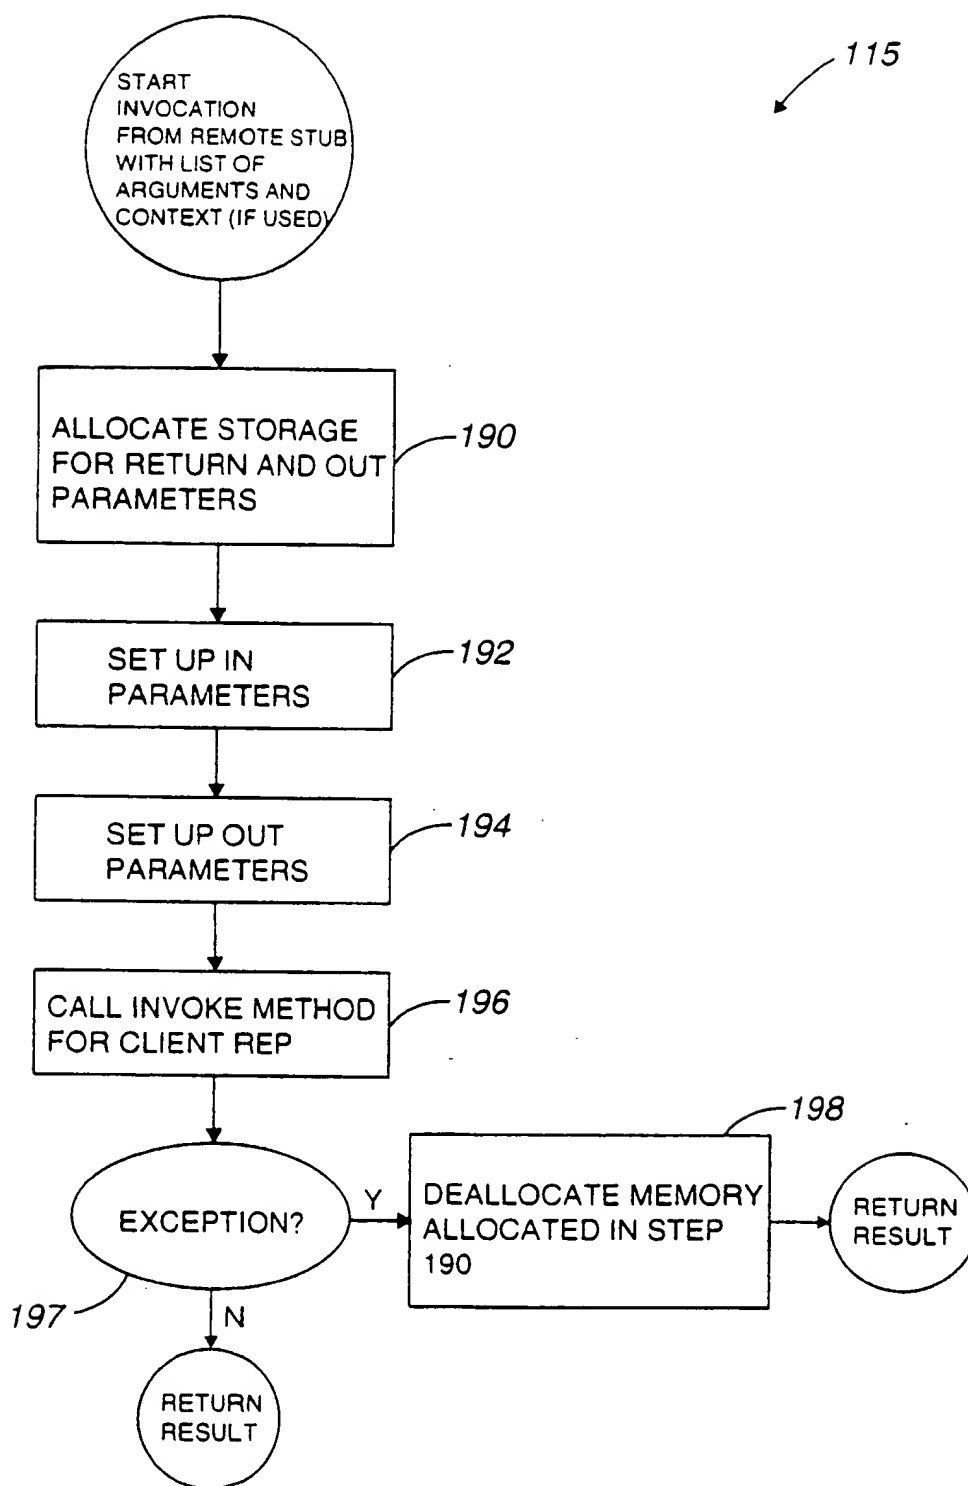 115
START
INVOCATION
FROM REMOTE STUB
WITH LIST OF
ARGUMENTS AND
CONTEXT (IF USED)
ALLOCATE STORAGE
FOR RETURN AND OUT
PARAMETERS
190
SET UP IN
PARAMETERS
192
SET UP OUT
PARAMETERS
194
CALL INVOKE METHOD
FOR CLIENT REP
196
EXCEPTION?
197
Y
N
198
DEALLOCATE MEMORY
ALLOCATED IN STEP
190
RETURN
RESULT
RETURN
RESULT